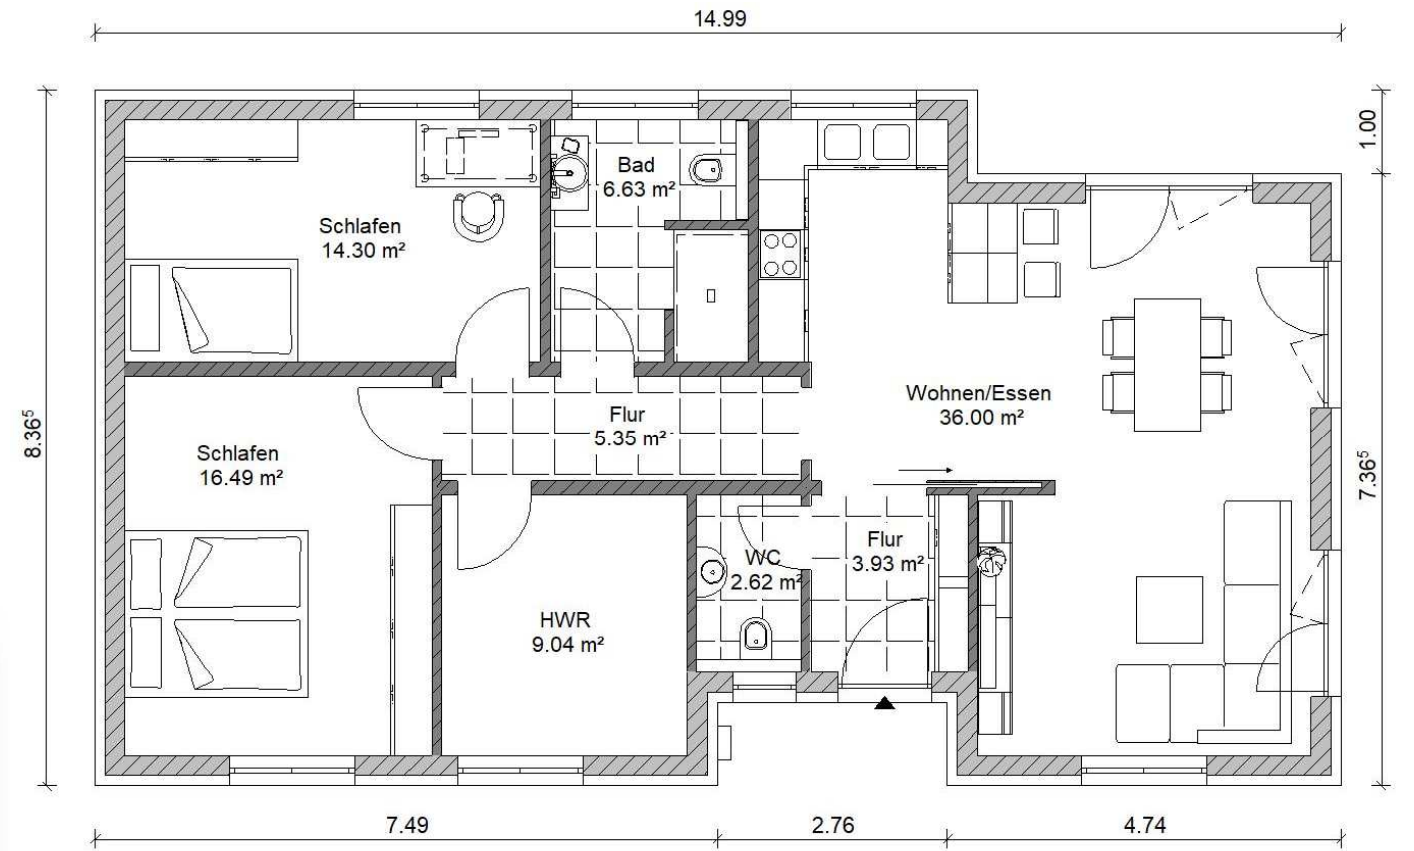 14.99
1.00
Bad
6.63 m²
Schlafen
14.30 m²
Wohnen/Essen
36.00 m²
Flur
5.35 m²
8.36⁵
7.36⁵
Schlafen
16.49 m²
Flur
3.93 m²
WC
2.62 m²
HWR
9.04 m²
7.49
2.76
4.74